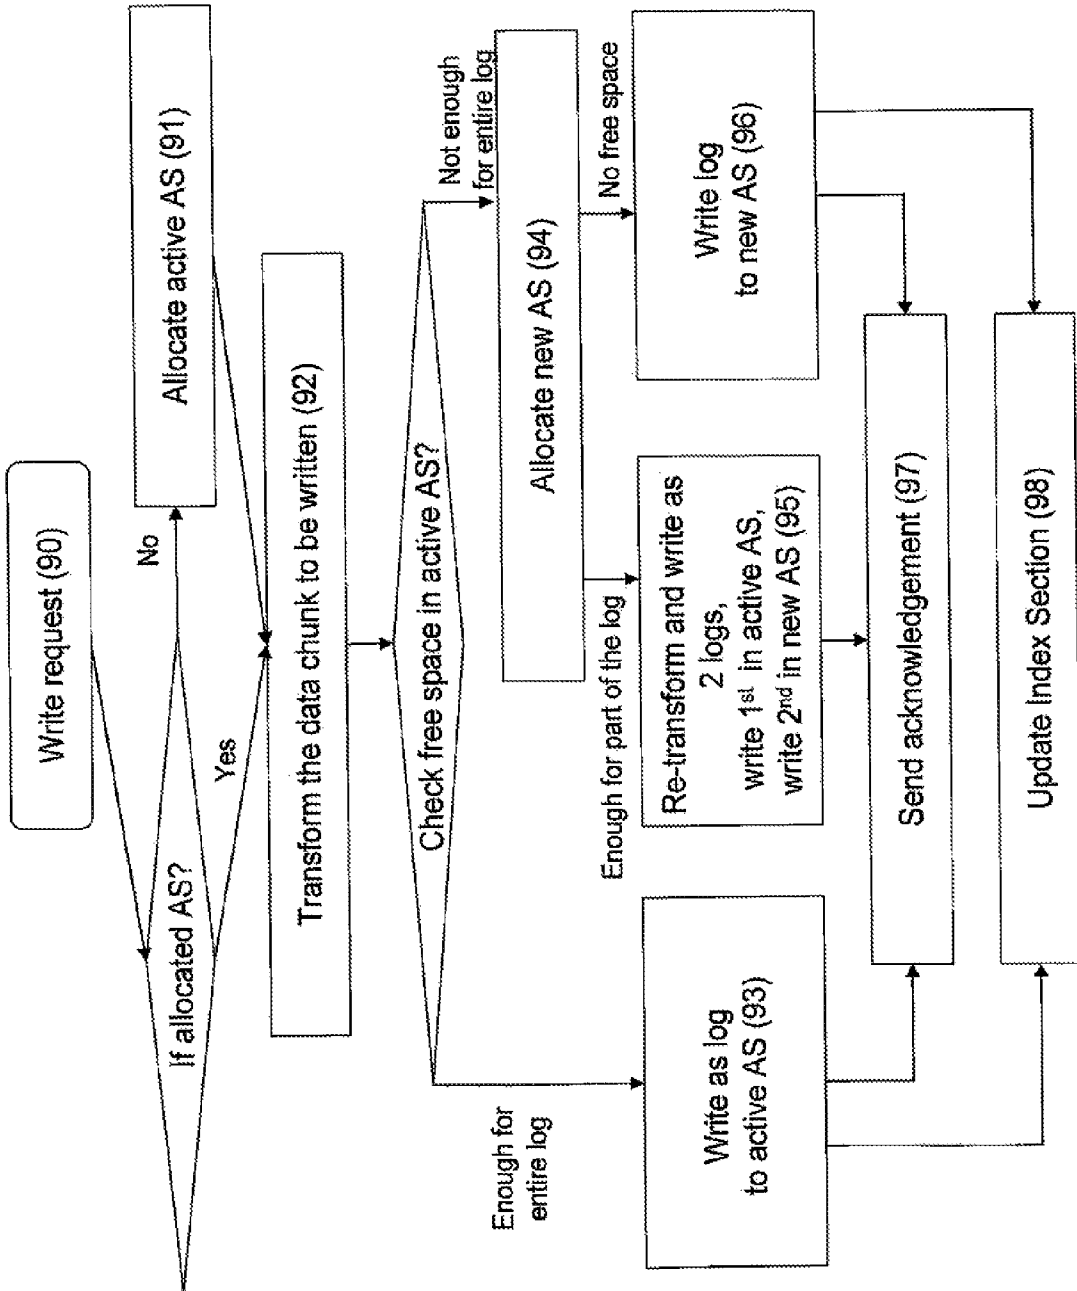 Write request (90)
If allocated AS?
No
Yes
Allocate active AS (91)
Transform the data chunk to be written (92)
Check free space in active AS?
Enough for
entire log
Not enough
for entire log
Allocate new AS (94)
Enough for part of the log
No free space
Write as log
to active AS (93)
Re-transform and write as
2 logs,
write 1st in active AS,
write 2nd in new AS (95)
Write log
to new AS (96)
Send acknowledgement (97)
Update Index Section (98)